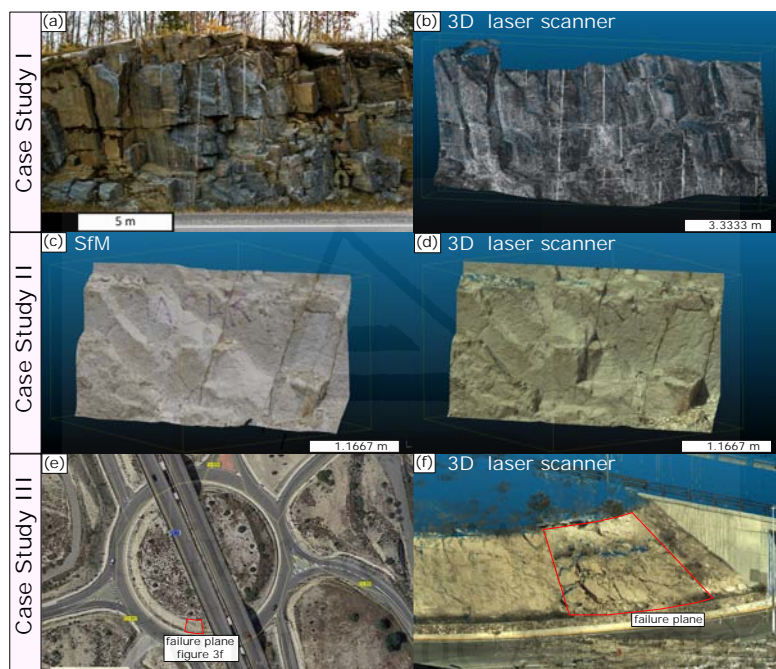 Case Study I
(a)
5 m
(b) 3D laser scanner
3.3333 m
Case Study II
(c) SfM
1.1667 m
(d) 3D laser scanner
1.1667 m
Case Study III
(e)
failure plane
figure 3f
(f) 3D laser scanner
failure plane